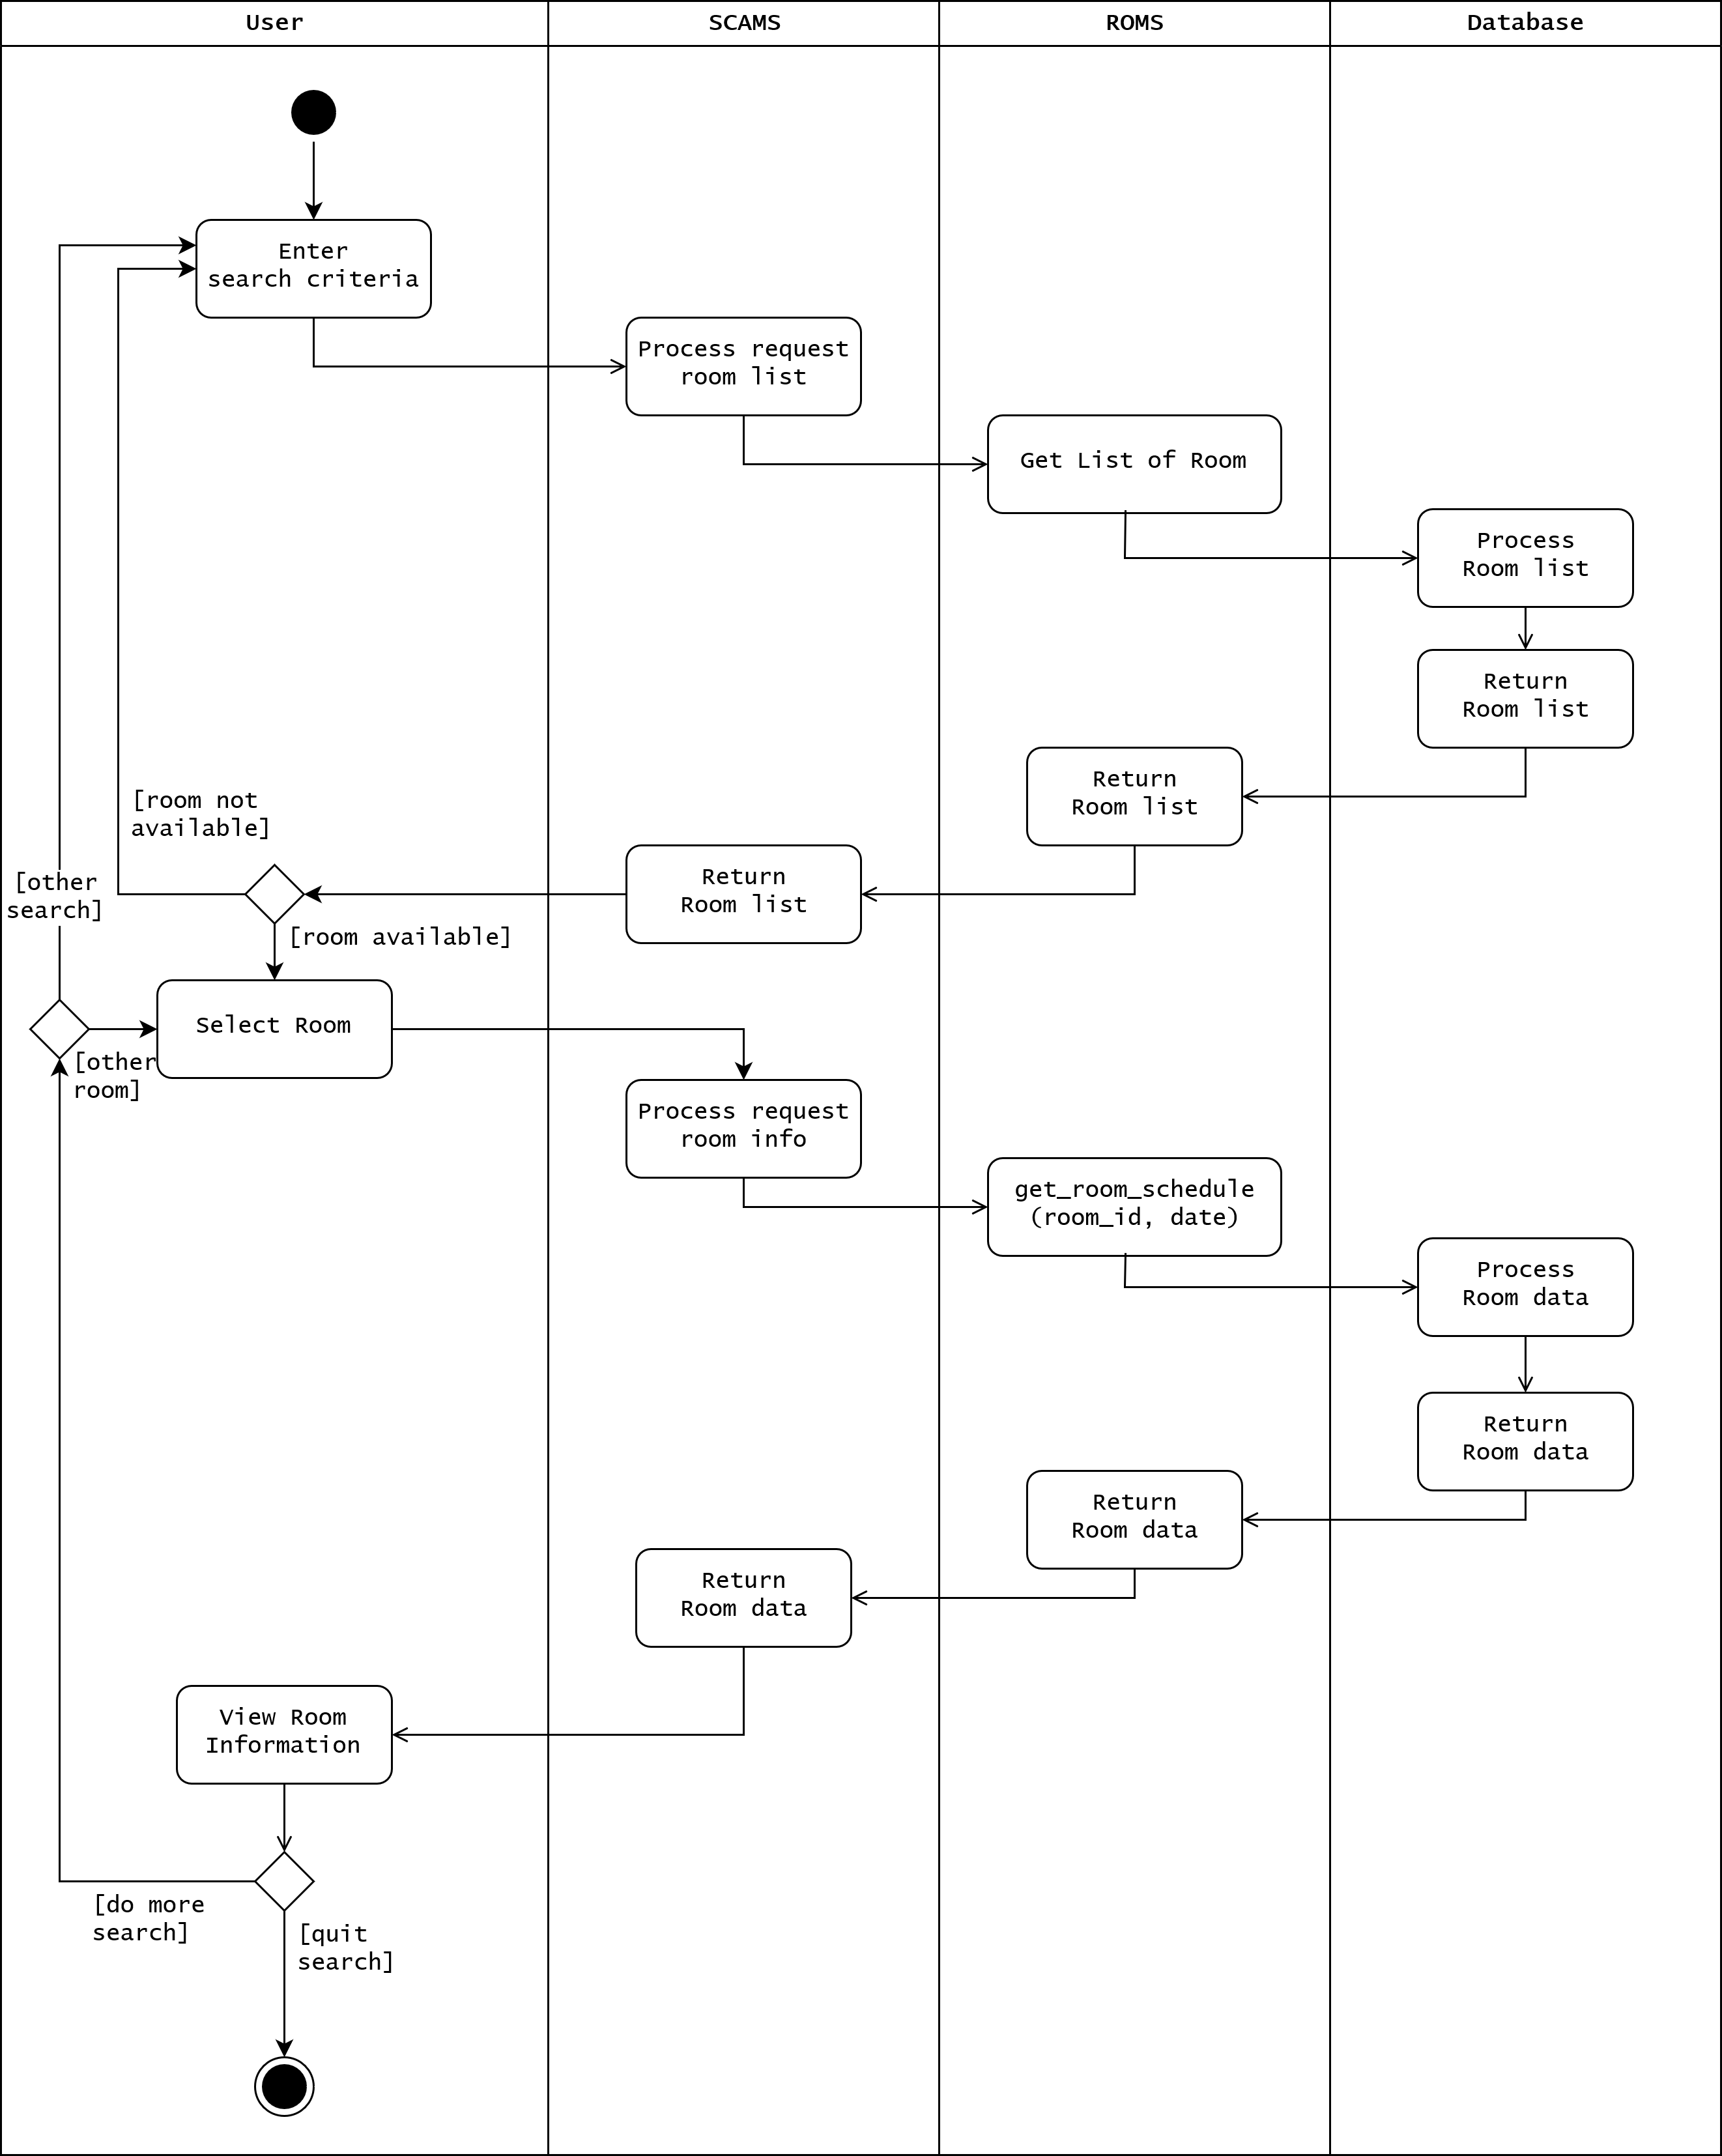 User
SCAMS
ROMS
Database
Enter
search criteria
Process request
room list
Get List of Room
Process
Room list
Return
Room list
Return
Room list
[room not
available]
Return
Room list
[other
search]
[room available]
Select Room
[other
room]
Process request
room info
get_room_schedule
(room_id, date)
Process
Room data
Return
Room data
Return
Room data
Return
Room data
View Room
Information
[do more
search]
[quit
search]